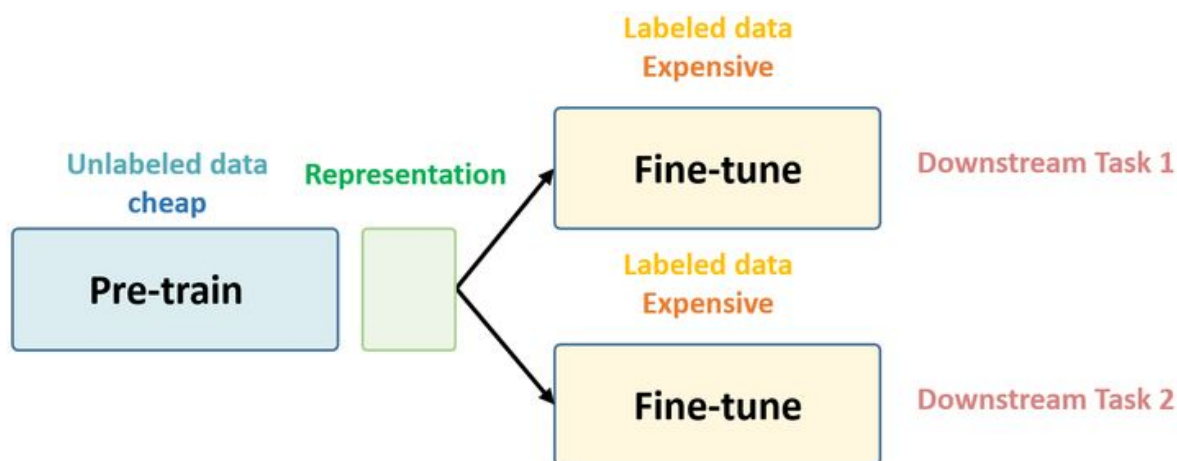 Labeled data
Expensive
Unlabeled data
cheap
Pre-train
Representation
Fine-tune
Downstream Task 1
Labeled data
Expensive
Fine-tune
Downstream Task 2